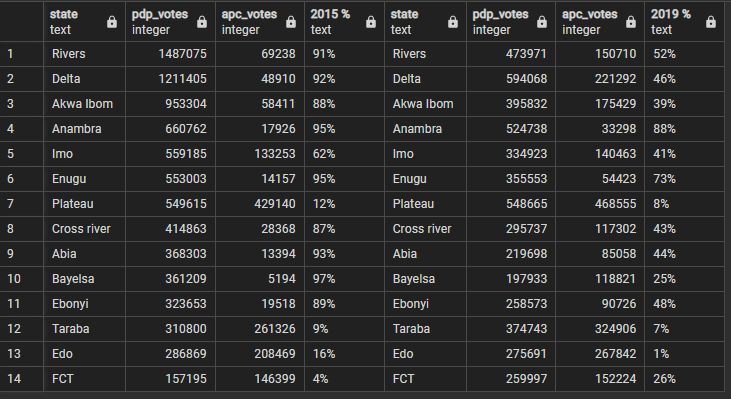 state pdp_votes apc_votes 2015 % state pdp_votes apc_votes 2019 %
text integer integer text text integer integer text
1 Rivers 1487075 69238 91% Rivers 473971 150710 52%
2 Delta 1211405 48910 92% Delta 594068 221292 46%
3 Akwa Ibom 953304 58411 88% Akwa Ibom 395832 175429 39%
4 Anambra 660762 17926 95% Anambra 524738 33298 88%
5 Imo 559185 133253 62% Imo 334923 140463 41%
6 Enugu 553003 14157 95% Enugu 355553 54423 73%
7 Plateau 549615 429140 12% Plateau 548665 468555 8%
8 Cross river 414863 28368 87% Cross river 295737 117302 43%
9 Abia 368303 13394 93% Abia 219698 85058 44%
10 Bayelsa 361209 5194 97% Bayelsa 197933 118821 25%
11 Ebonyi 323653 19518 89% Ebonyi 258573 90726 48%
12 Taraba 310800 261326 9% Taraba 374743 324906 7%
13 Edo 286869 208469 16% Edo 275691 267842 1%
14 FCT 157195 146399 4% FCT 259997 152224 26%